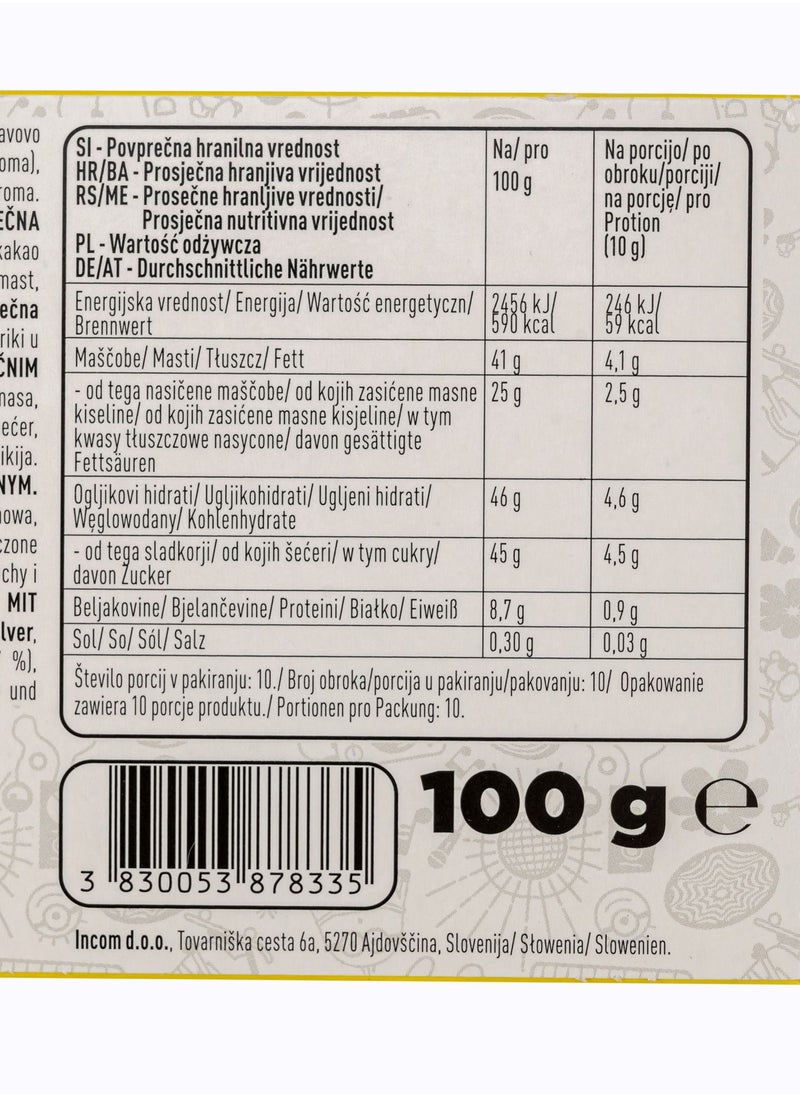 avovo
oma),
roma.
EČNA
kakao
mast,
ečna
riki u
ČNIM
masa,
ećer,
ikija.
NYM.
nowa,
czone
chy i
MIT
lver,
%),
und
SI - Povprečna hranilna vrednost
HR/BA - Prosječna hranjiva vrijednost
RS/ME - Prosečne hranljive vrednosti/
Prosječna nutritivna vrijednost
PL - Wartość odżywcza
DE/AT - Durchschnittliche Nährwerte
Na/ pro
100 g
Na porcijo/ po
obroku/porciji/
na porcję/ pro
Protion
(10 g)
Energijska vrednost/ Energija/ Wartość energetyczn/
Brennwert
2456 kJ/
590 kcal
246 kJ/
59 kcal
Maščobe/ Masti/ Tłuszcz/ Fett
41 g
4,1 g
- od tega nasičene maščobe/ od kojih zasićene masne
kiseline/ od kojih zasićene masne kisjeline/ w tym
kwasy tłuszczowe nasycone/ davon gesättigte
Fettsäuren
25 g
2,5 g
Ogljikovi hidrati/ Ugljikohidrati/ Ugljeni hidrati/
Węglowodany/ Kohlenhydrate
46 g
4,6 g
- od tega sladkorji/ od kojih šećeri/ w tym cukry/
davon Zucker
45 g
4,5 g
Beljakovine/ Bjelančevine/ Proteini/ Białko/ Eiweiß
8,7 g
0,9 g
Sol/ So/ Sól/ Salz
0,30 g
0,03 g
Število porcij v pakiranju: 10./ Broj obroka/porcija u pakiranju/pakovanju: 10/ Opakowanie
zawiera 10 porcje produktu./ Portionen pro Packung: 10.
3 830053 878335
100 g e
Incom d.o.o., Tovarniška cesta 6a, 5270 Ajdovščina, Slovenija/ Słowenia/ Slowenien.